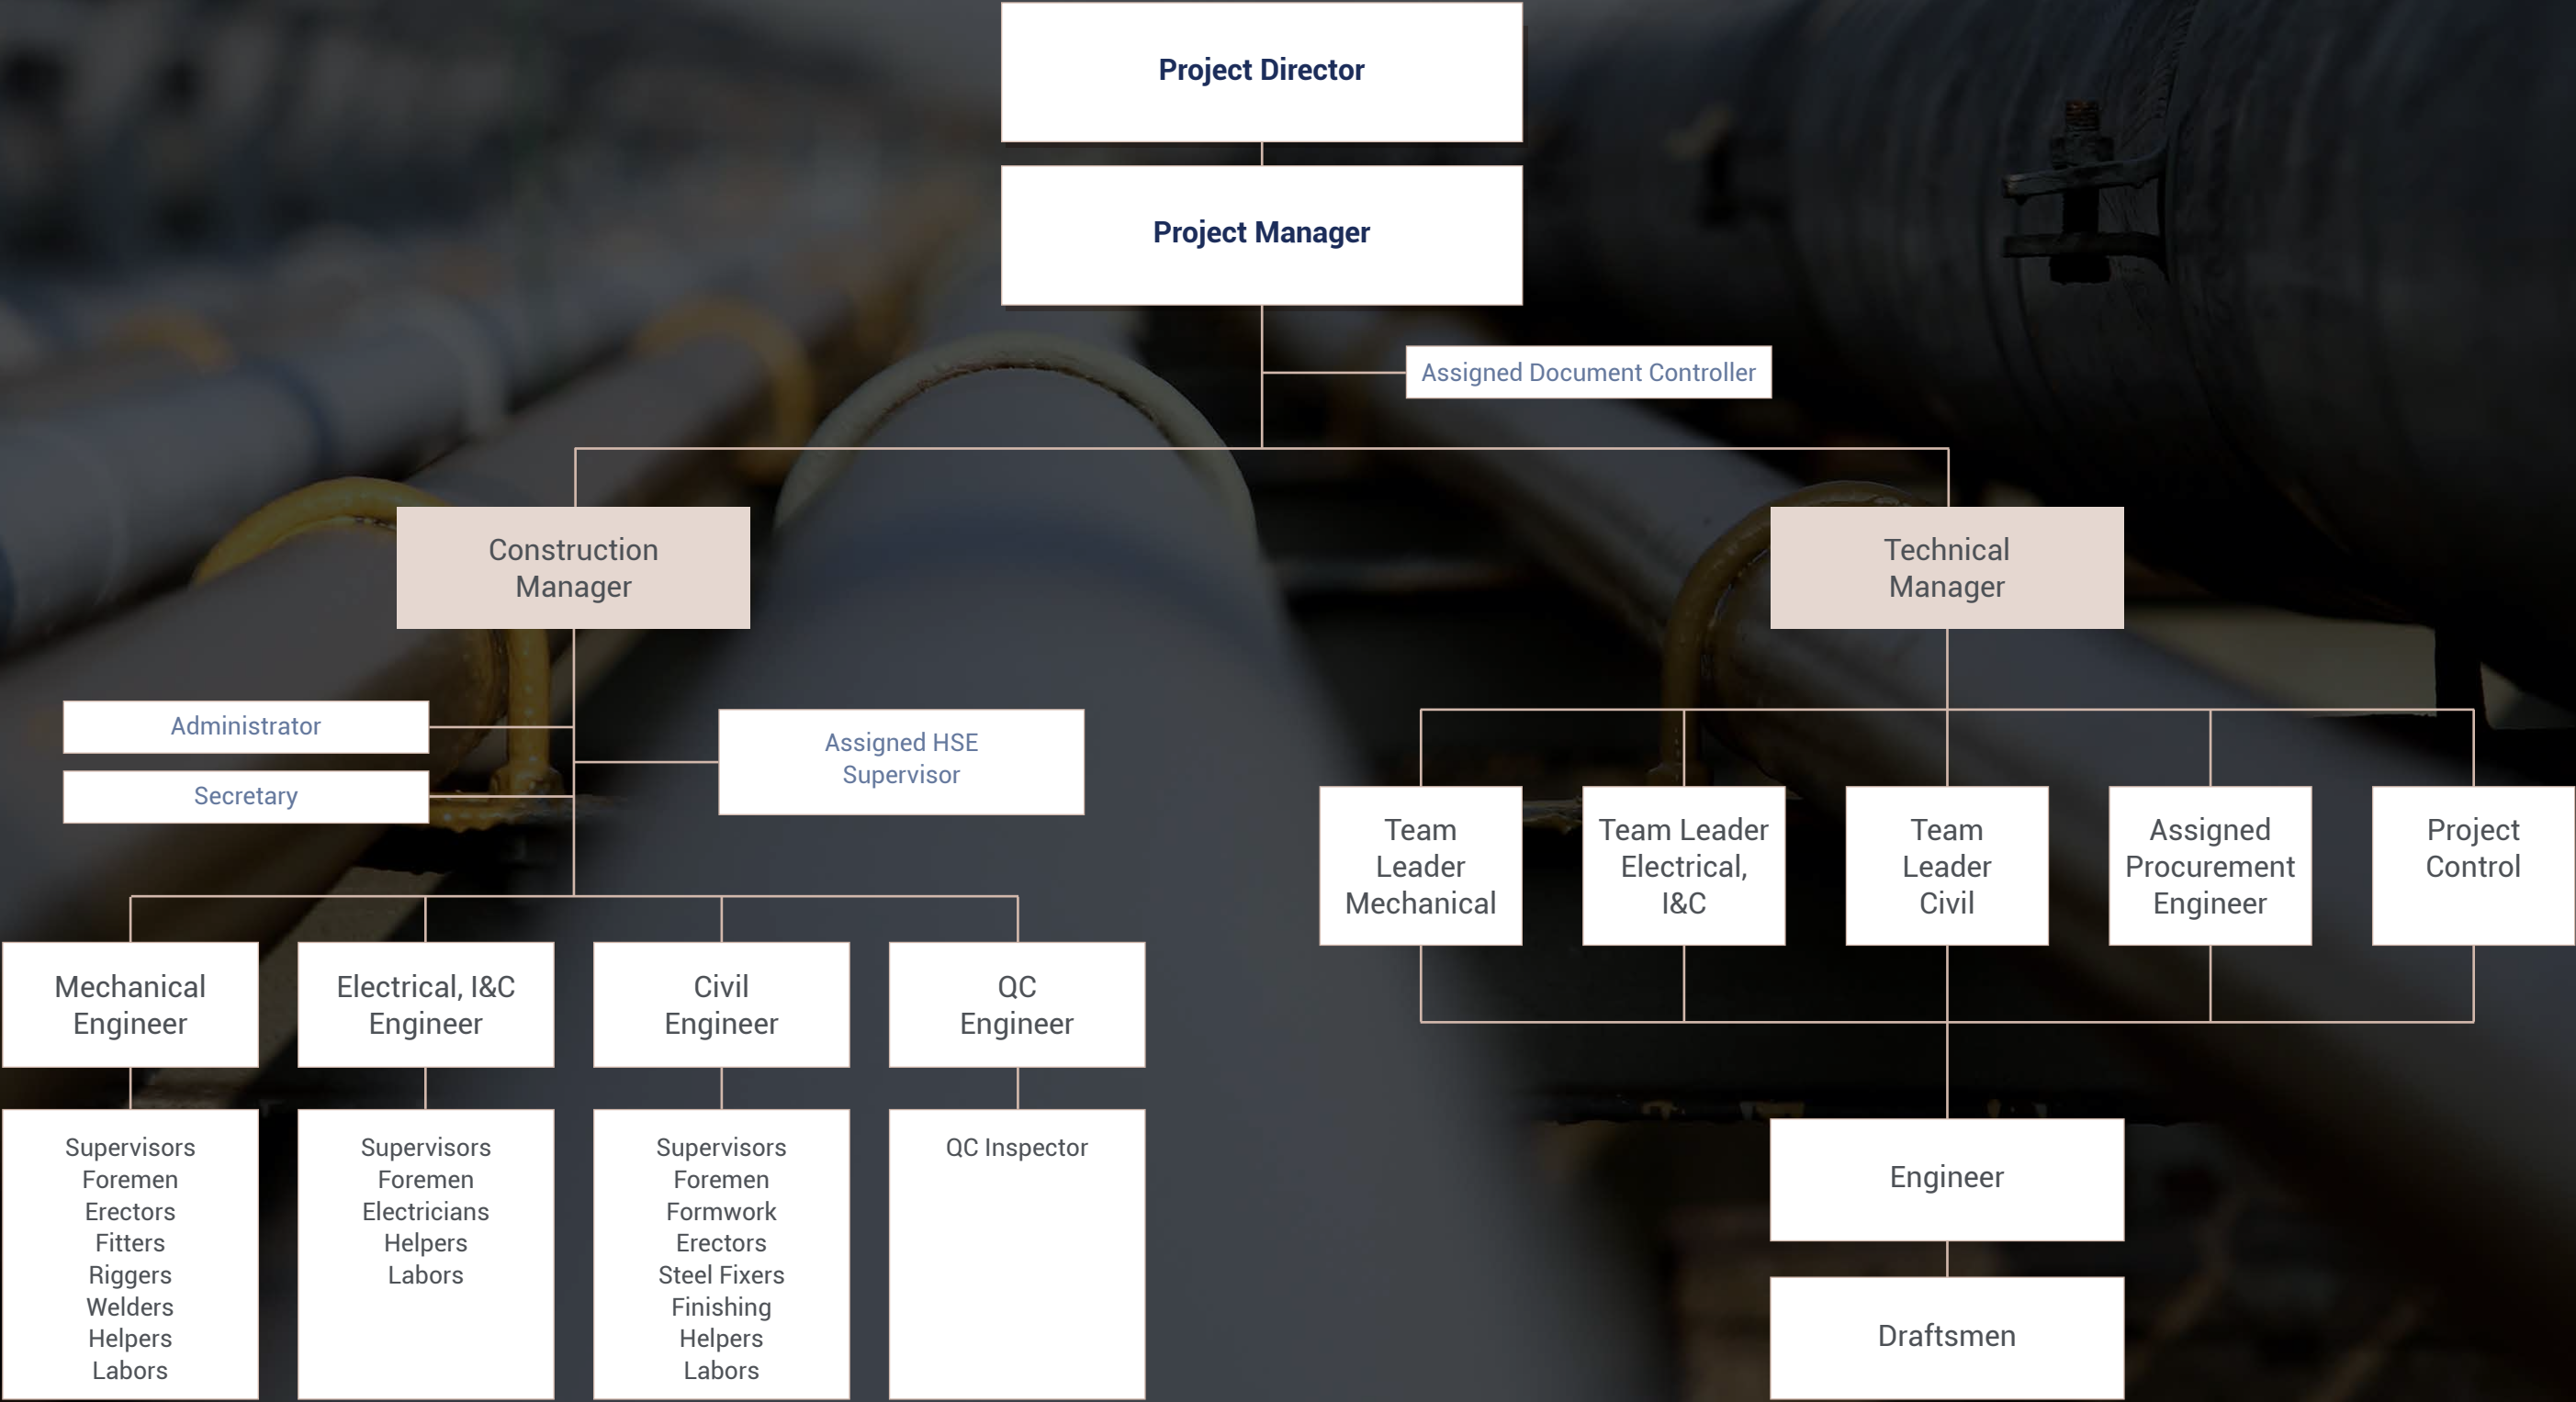 Project Director
Project Manager
Assigned Document Controller
Construction
Manager
Technical
Manager
Administrator
Secretary
Assigned HSE
Supervisor
Team
Leader
Mechanical
Team Leader
Electrical,
I&C
Team
Leader
Civil
Assigned
Procurement
Engineer
Project
Control
Mechanical
Engineer
Electrical, I&C
Engineer
Civil
Engineer
QC
Engineer
Supervisors
Foremen
Erectors
Fitters
Riggers
Welders
Helpers
Labors
Supervisors
Foremen
Electricians
Helpers
Labors
Supervisors
Foremen
Formwork
Erectors
Steel Fixers
Finishing
Helpers
Labors
QC Inspector
Engineer
Draftsmen